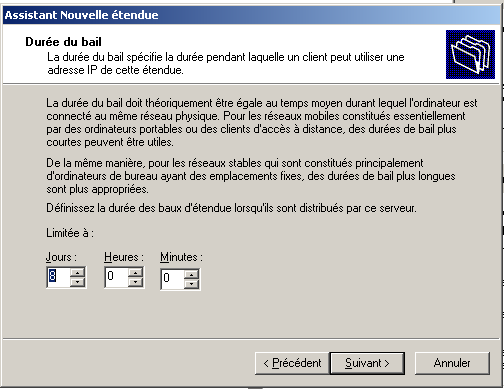 Assistant Nouvelle étendue
Durée du bail
La durée du bail spécifie la durée pendant laquelle un client peut utiliser une
adresse IP de cette étendue.
La durée du bail doit théoriquement être égale au temps moyen durant lequel l'ordinateur est
connecté au même réseau physique. Pour les réseaux mobiles constitués essentiellement
par des ordinateurs portables ou des clients d'accès à distance, des durées de bail plus
courtes peuvent être utiles.
De la même manière, pour les réseaux stables qui sont constitués principalement
d'ordinateurs de bureau ayant des emplacements fixes, des durées de bail plus longues
sont plus appropriées.
Définissez la durée des baux d'étendue lorsqu'ils sont distribués par ce serveur.
Limitée à :
Jours : Heures : Minutes :
8 0 0
< Précédent Suivant > Annuler